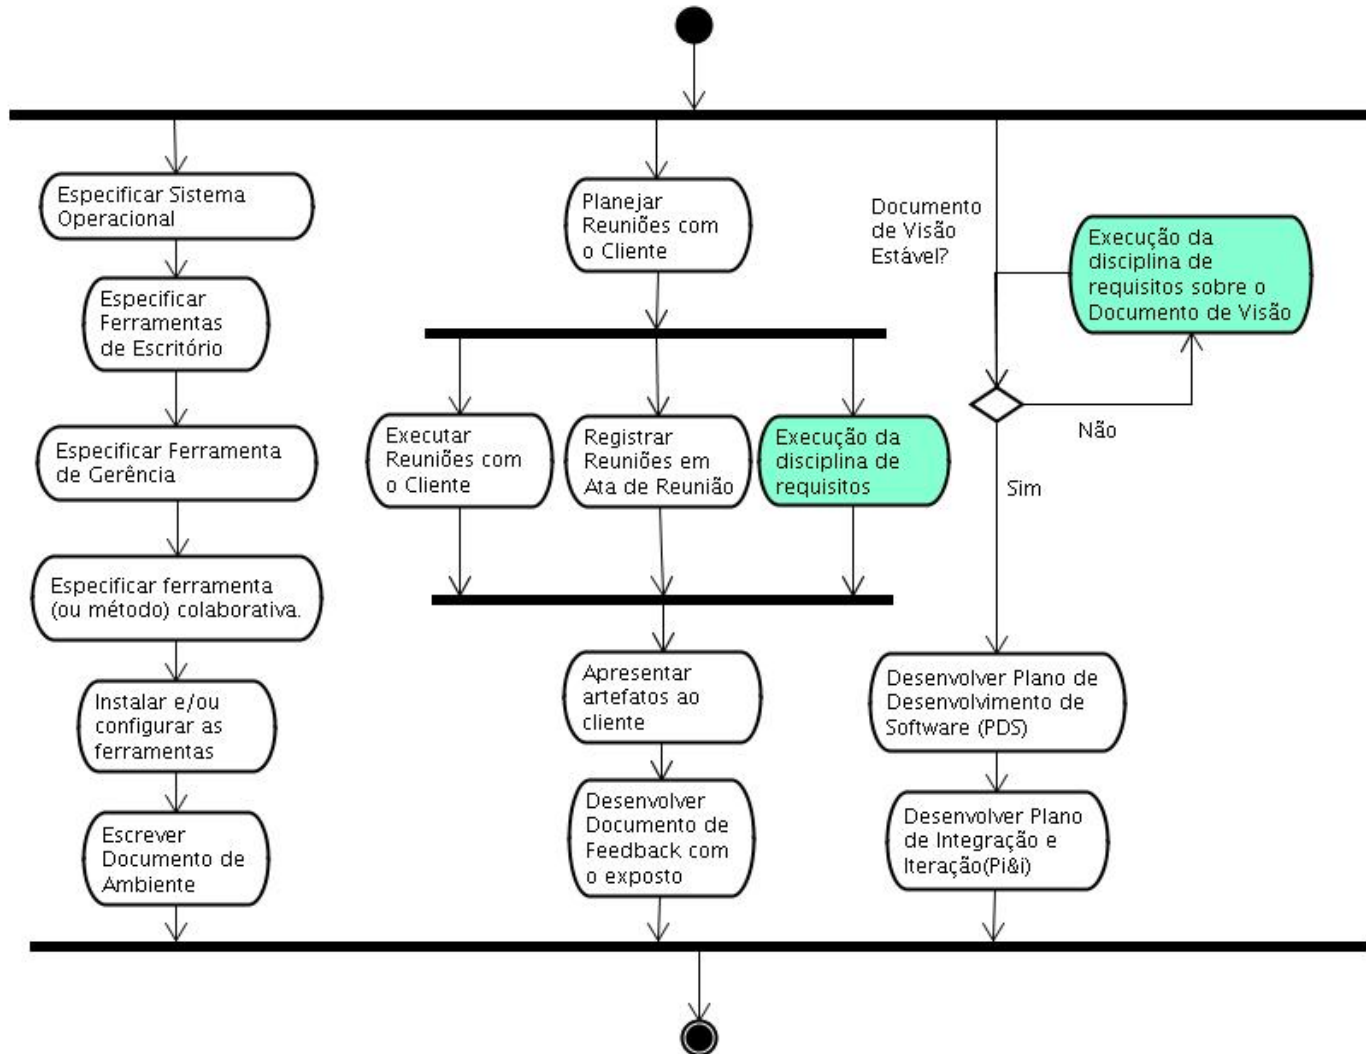 Especificar Sistema
Operacional
Especificar
Ferramentas
de Escritório
Especificar Ferramenta
de Gerência
Especificar ferramenta
(ou método) colaborativa.
Instalar e/ou
configurar as
ferramentas
Escrever
Documento de
Ambiente
Planejar
Reuniões com
o Cliente
Executar
Reuniões com
o Cliente
Registrar
Reuniões em
Ata de Reunião
Execução da
disciplina de
requisitos
Apresentar
artefatos ao
cliente
Desenvolver
Documento de
Feedback com
o exposto
Documento
de Visão
Estável?
Execução da
disciplina de
requisitos sobre o
Documento de Visão
Não
Sim
Desenvolver Plano de
Desenvolvimento de
Software (PDS)
Desenvolver Plano
de Integração e
Iteração(Pi&i)